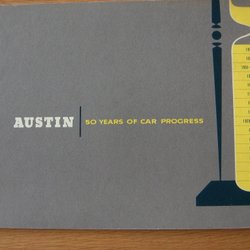 AUSTIN
50 YEARS OF CAR PROGRESS